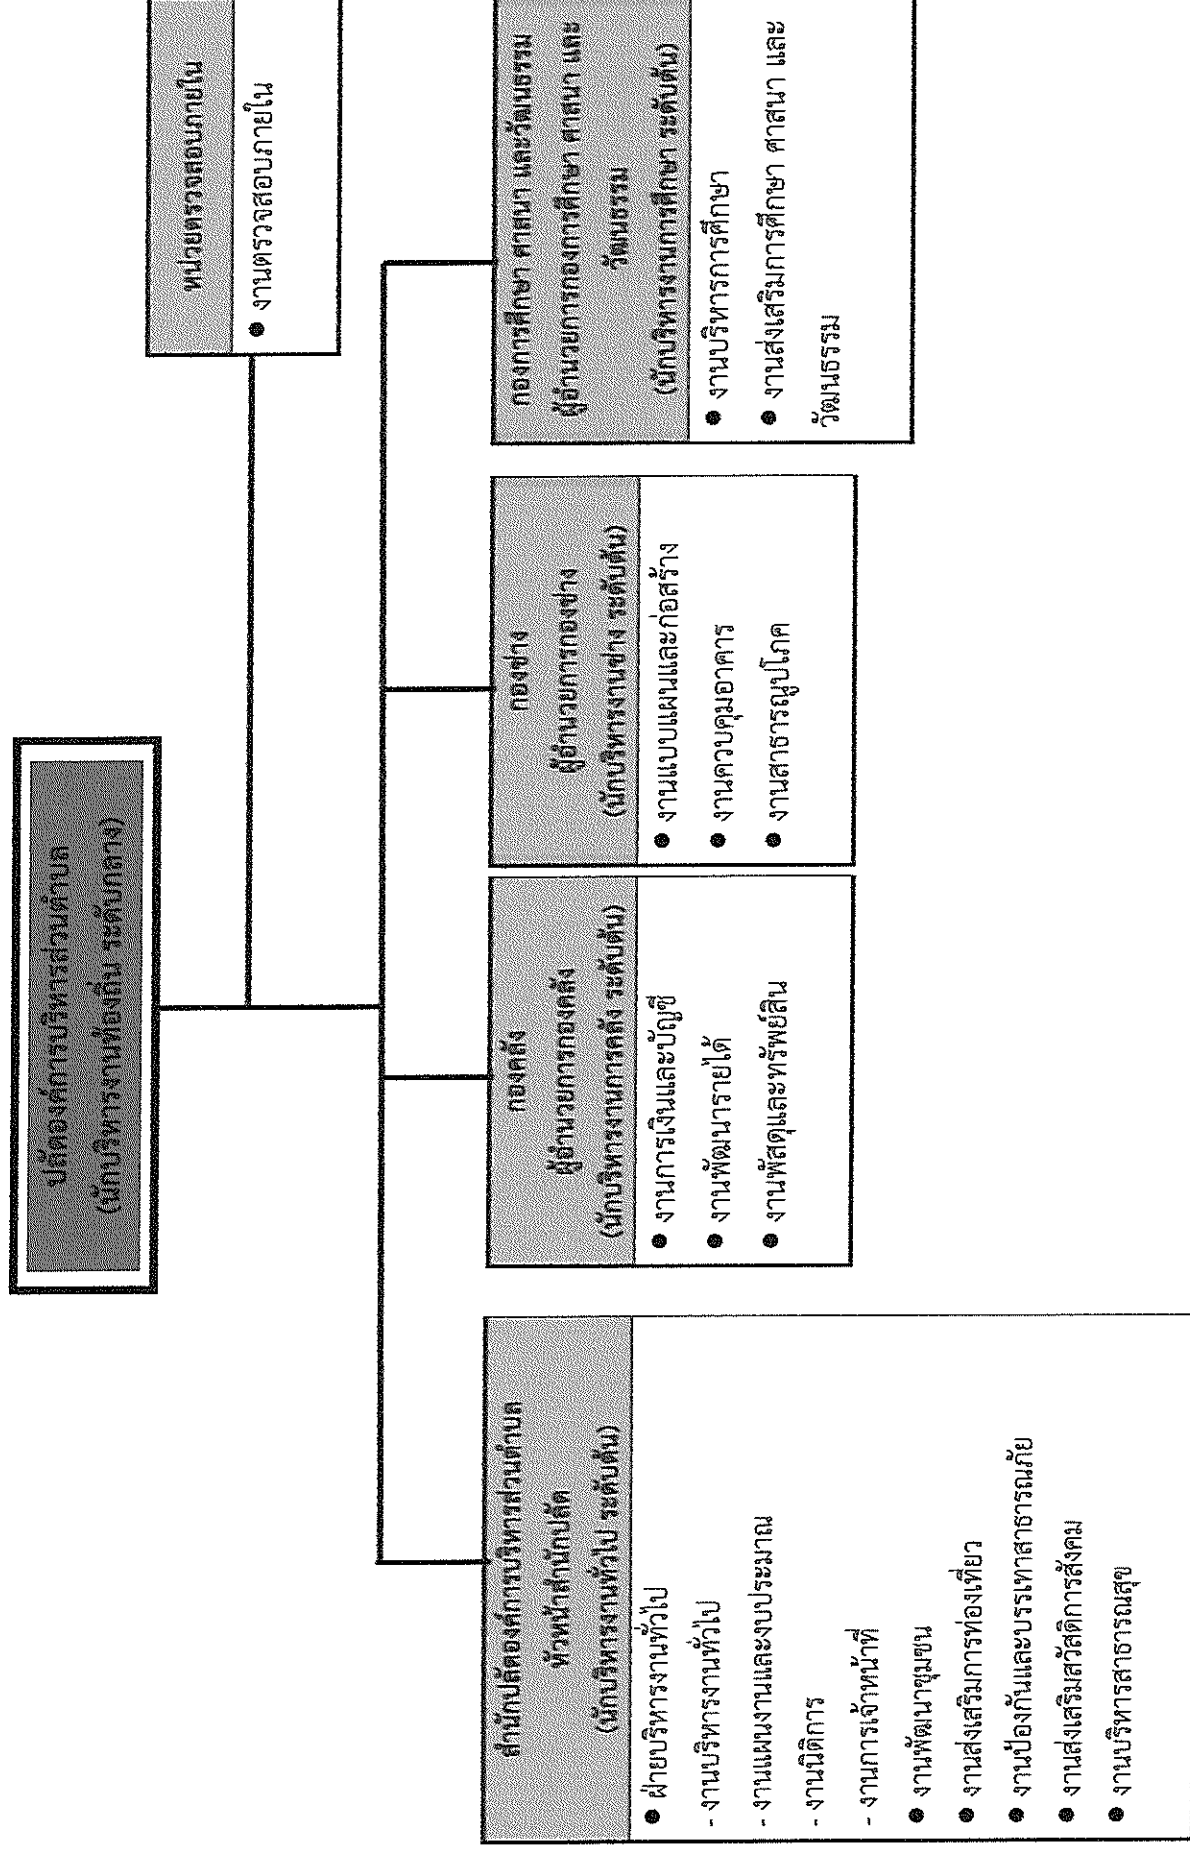 ปลัดองค์การบริหารส่วนตำบล
(นักบริหารงานท้องถิ่น ระดับกลาง)
หน่วยตรวจสอบภายใน
● งานตรวจสอบภายใน
สำนักปลัดองค์การบริหารส่วนตำบล
หัวหน้าสำนักปลัด
(นักบริหารงานทั่วไป ระดับต้น)
● ฝ่ายบริหารงานทั่วไป
- งานบริหารงานทั่วไป
- งานแผนงานและงบประมาณ
- งานนิติการ
- งานการเจ้าหน้าที่
● งานพัฒนาชุมชน
● งานส่งเสริมการท่องเที่ยว
● งานป้องกันและบรรเทาสาธารณภัย
● งานส่งเสริมสวัสดิการสังคม
● งานบริหารสาธารณสุข
กองคลัง
ผู้อำนวยการกองคลัง
(นักบริหารงานการคลัง ระดับต้น)
● งานการเงินและบัญชี
● งานพัฒนารายได้
● งานพัสดุและทรัพย์สิน
กองช่าง
ผู้อำนวยการกองช่าง
(นักบริหารงานช่าง ระดับต้น)
● งานแบบแผนและก่อสร้าง
● งานควบคุมอาคาร
● งานสาธารณูปโภค
กองการศึกษา ศาสนา และวัฒนธรรม
ผู้อำนวยการกองการศึกษา ศาสนา และ
วัฒนธรรม
(นักบริหารงานการศึกษา ระดับต้น)
● งานบริหารการศึกษา
● งานส่งเสริมการศึกษา ศาสนา และ
วัฒนธรรม